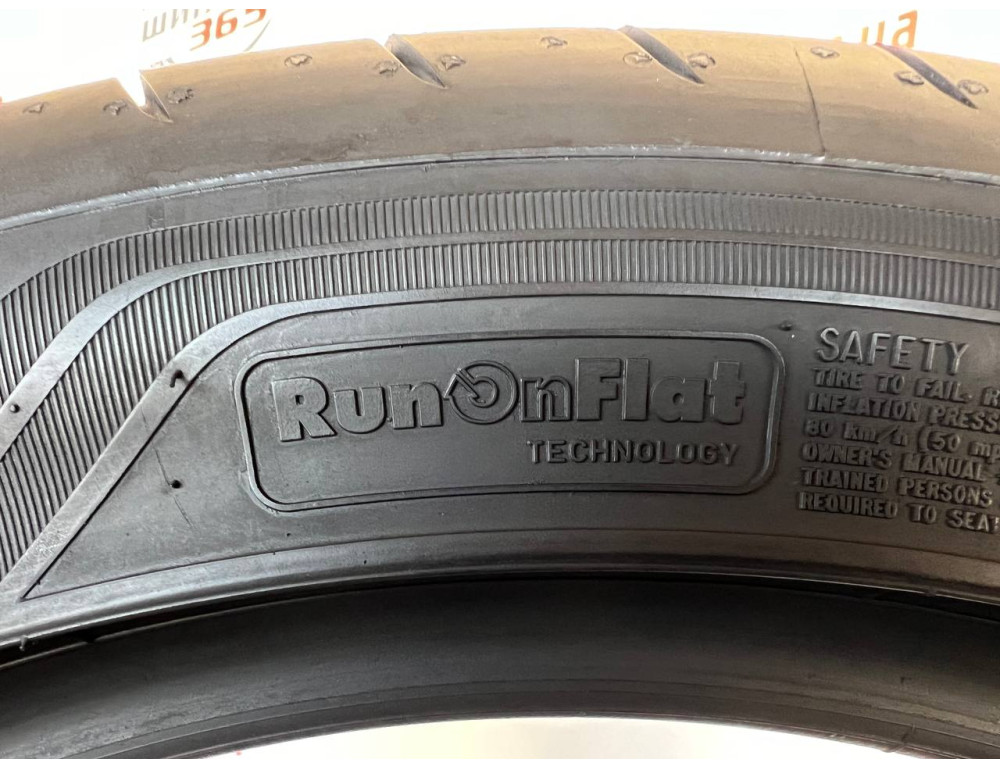 шин
365
RunOnFlat
TECHNOLOGY
SAFETY
TIRE TO FAIL. R
INFLATION PRESS
80 km/h (50 mp
OWNER'S MANUAL
TRAINED PERSONS
REQUIRED TO SEAT